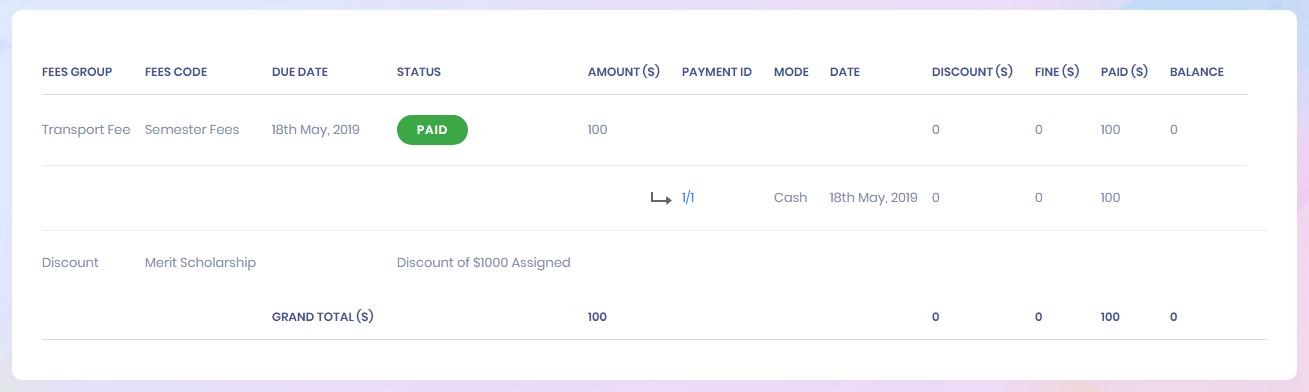 FEES GROUP FEES CODE DUE DATE STATUS AMOUNT ($) PAYMENT ID MODE DATE DISCOUNT ($) FINE ($) PAID ($) BALANCE
Transport Fee Semester Fees 18th May, 2019 PAID 100 0 0 100 0
1/1 Cash 18th May, 2019 0 0 100
Discount Merit Scholarship Discount of $1000 Assigned
GRAND TOTAL ($) 100 0 0 100 0